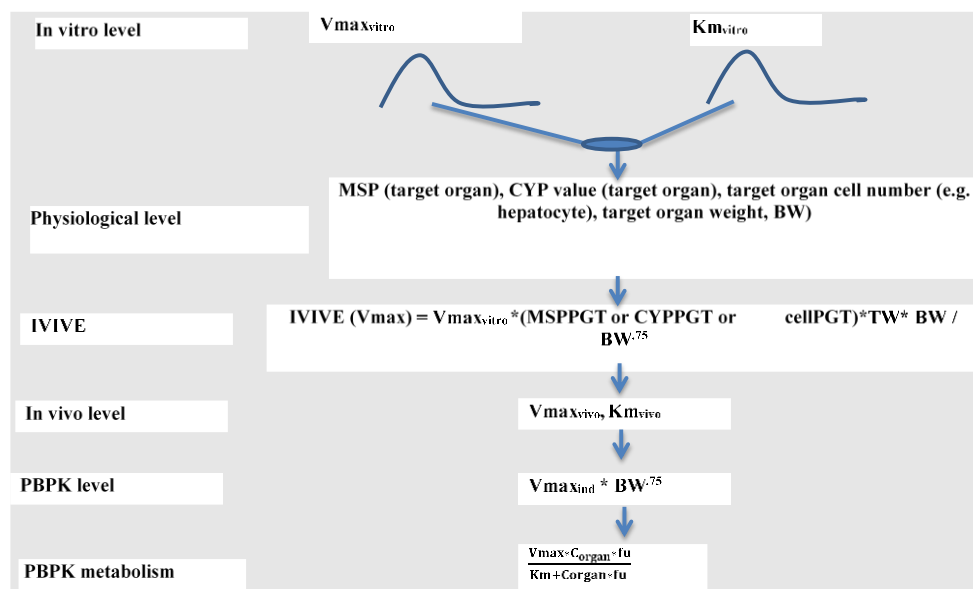 In vitro level
Vmaxvitro
Kmvitro
MSP (target organ), CYP value (target organ), target organ cell number (e.g.
hepatocyte), target organ weight, BW)
Physiological level
IVIVE
IVIVE (Vmax) = Vmaxvitro *(MSPPGT or CYPPGT or cellPGT)*TW* BW /
BW.75
In vivo level
Vmaxvivo, Kmvivo
PBPK level
Vmaxind * BW.75
PBPK metabolism
Vmax*Corgan*fu
Km+Corgan*fu